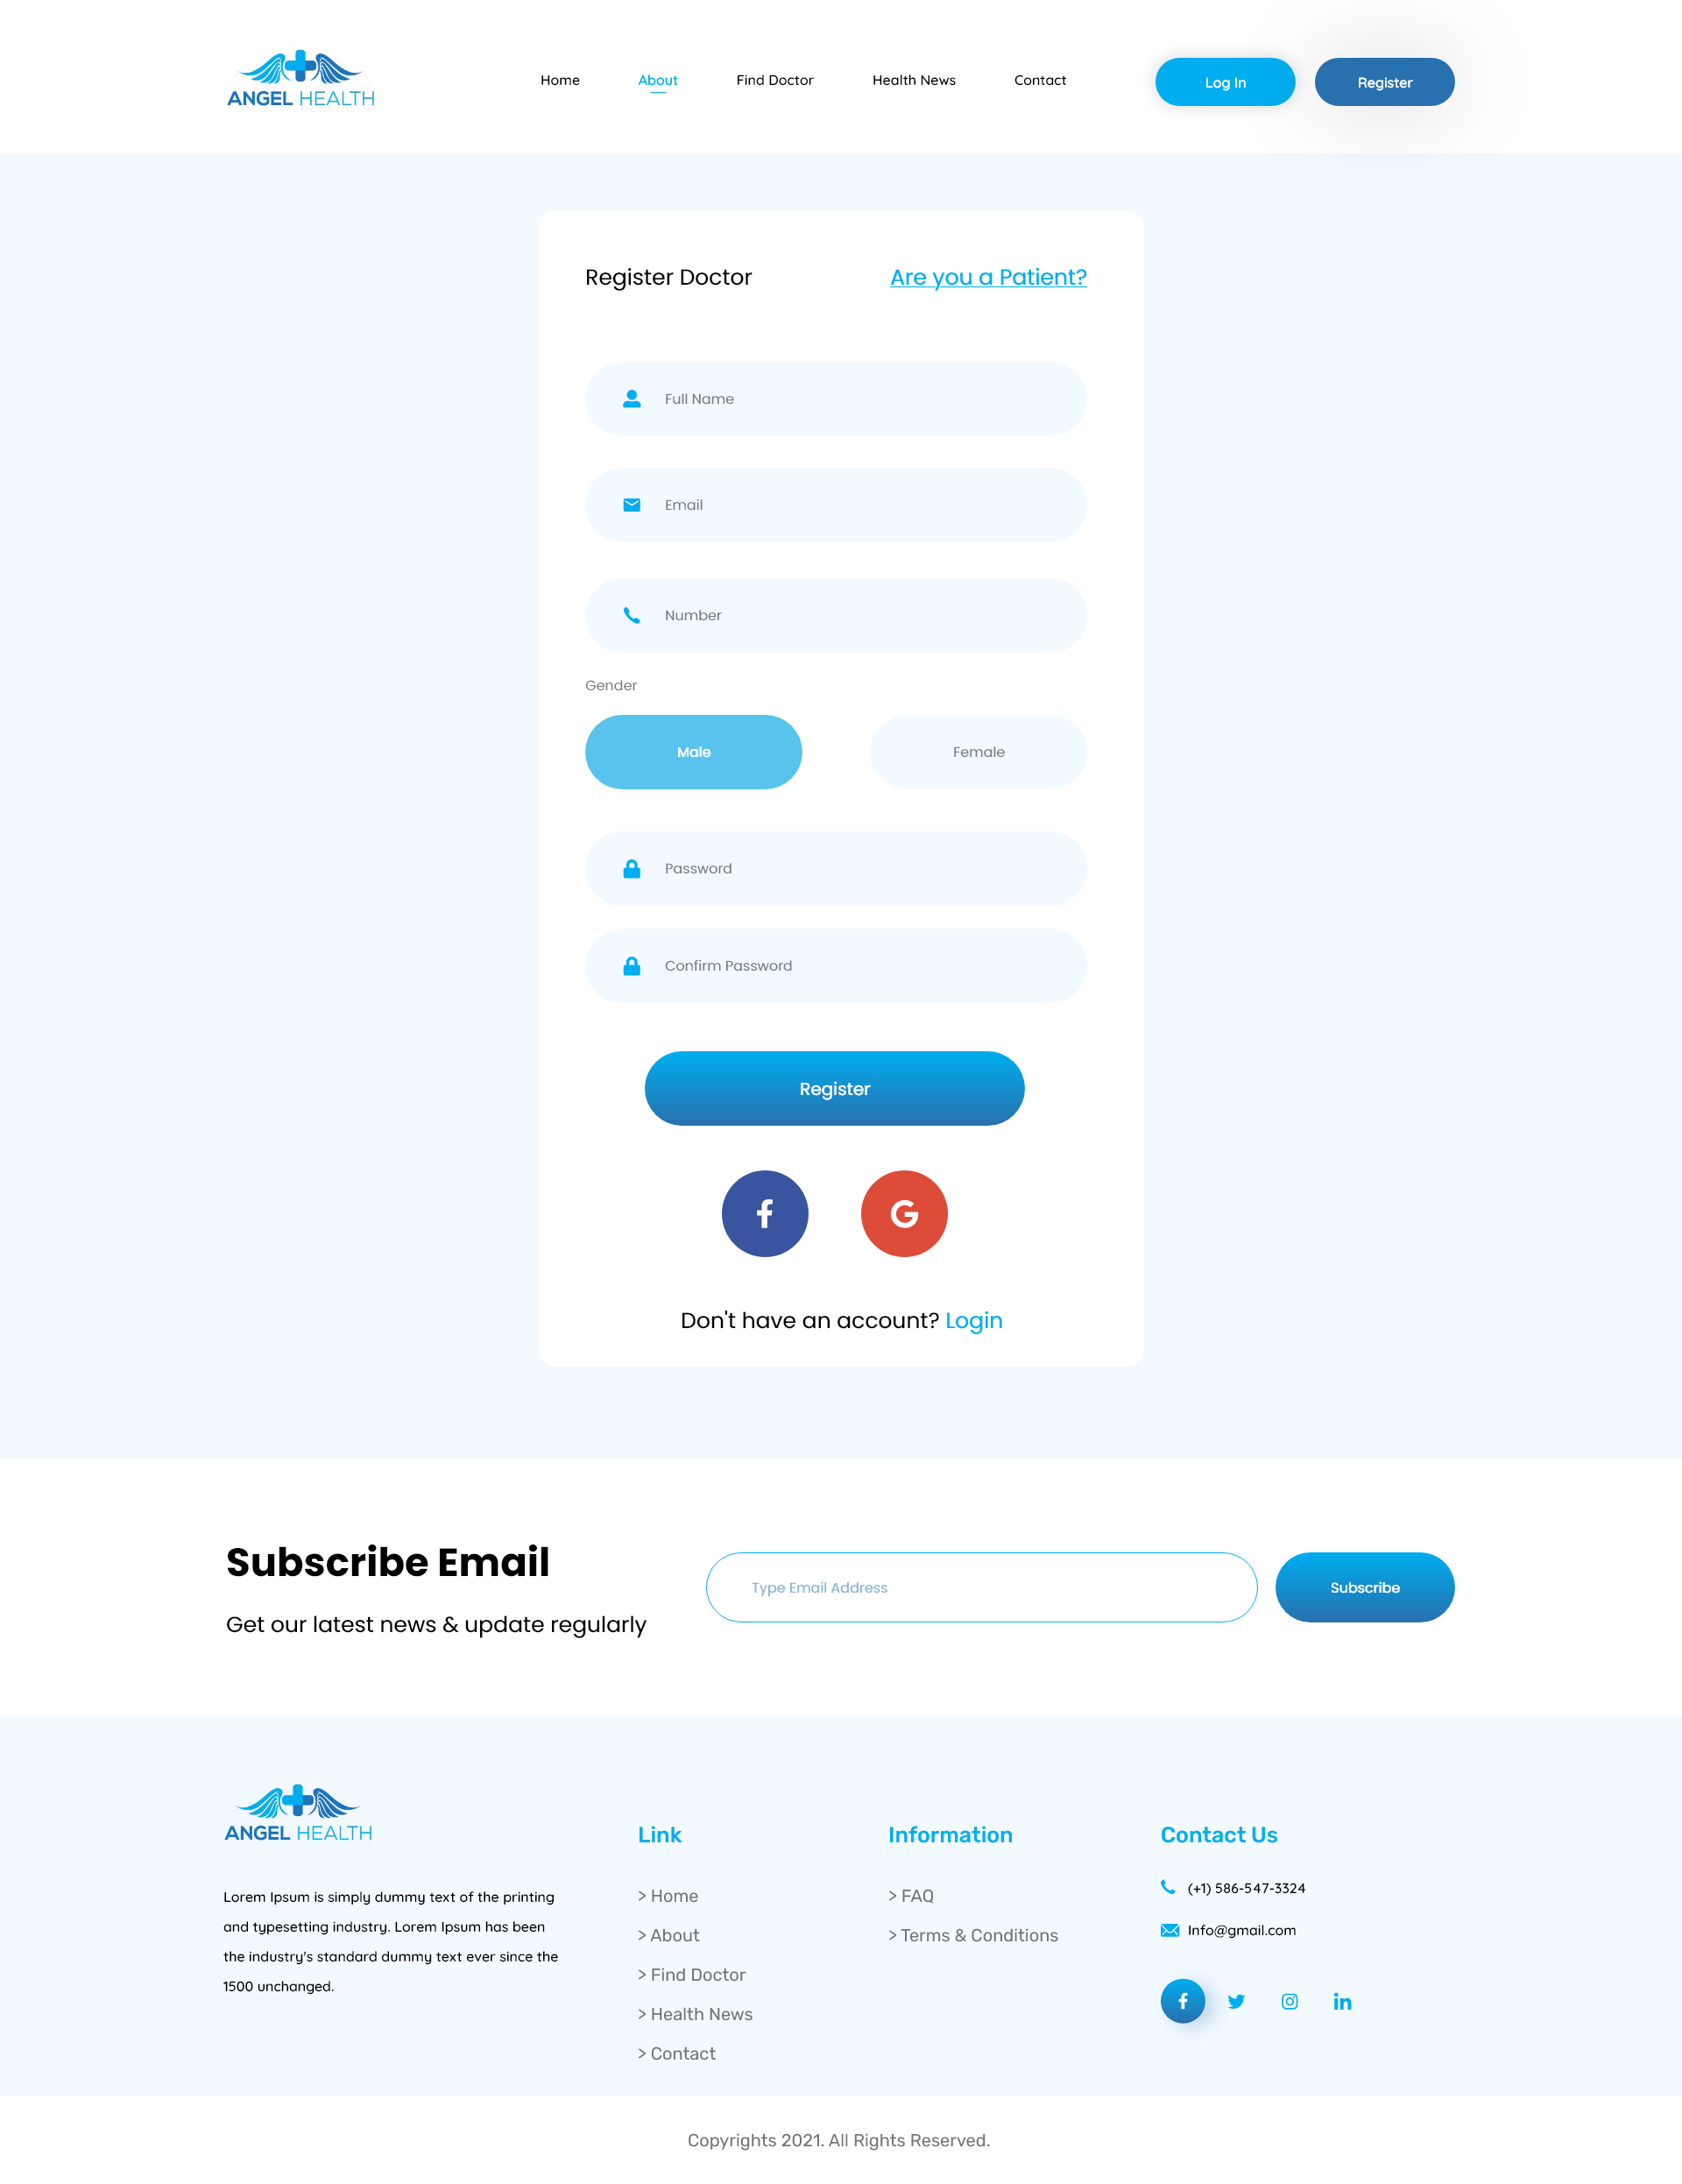 ANGEL HEALTH
Home
About
Find Doctor
Health News
Contact
Log In
Register
Register Doctor
Are you a Patient?
Full Name
Email
Number
Gender
Male
Female
Password
Confirm Password
Register
Don't have an account? Login
Subscribe Email
Get our latest news & update regularly
Type Email Address
Subscribe
ANGEL HEALTH
Lorem Ipsum is simply dummy text of the printing
and typesetting industry. Lorem Ipsum has been
the industry's standard dummy text ever since the
1500 unchanged.
Link
> Home
> About
> Find Doctor
> Health News
> Contact
Information
> FAQ
> Terms & Conditions
Contact Us
(+1) 586-547-3324
Info@gmail.com
Copyrights 2021. All Rights Reserved.